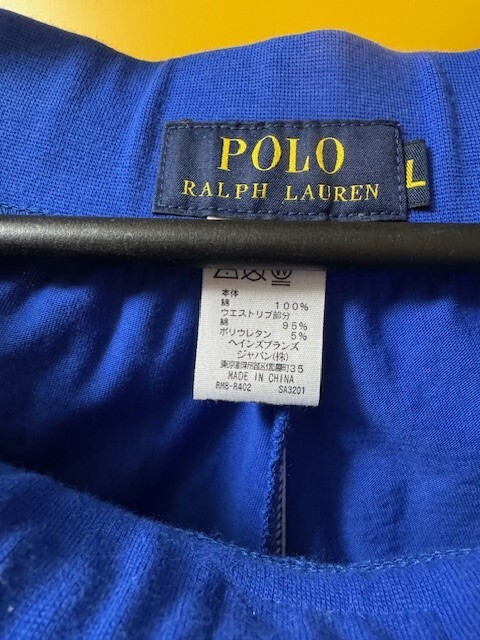 POLO
RALPH LAUREN
L
本体
綿 100%
ウエストリブ部分
綿 95%
ポリウレタン 5%
ヘインズブランズ
ジャパン(株)
35
MADE IN CHINA
RM8-R402 SA3201